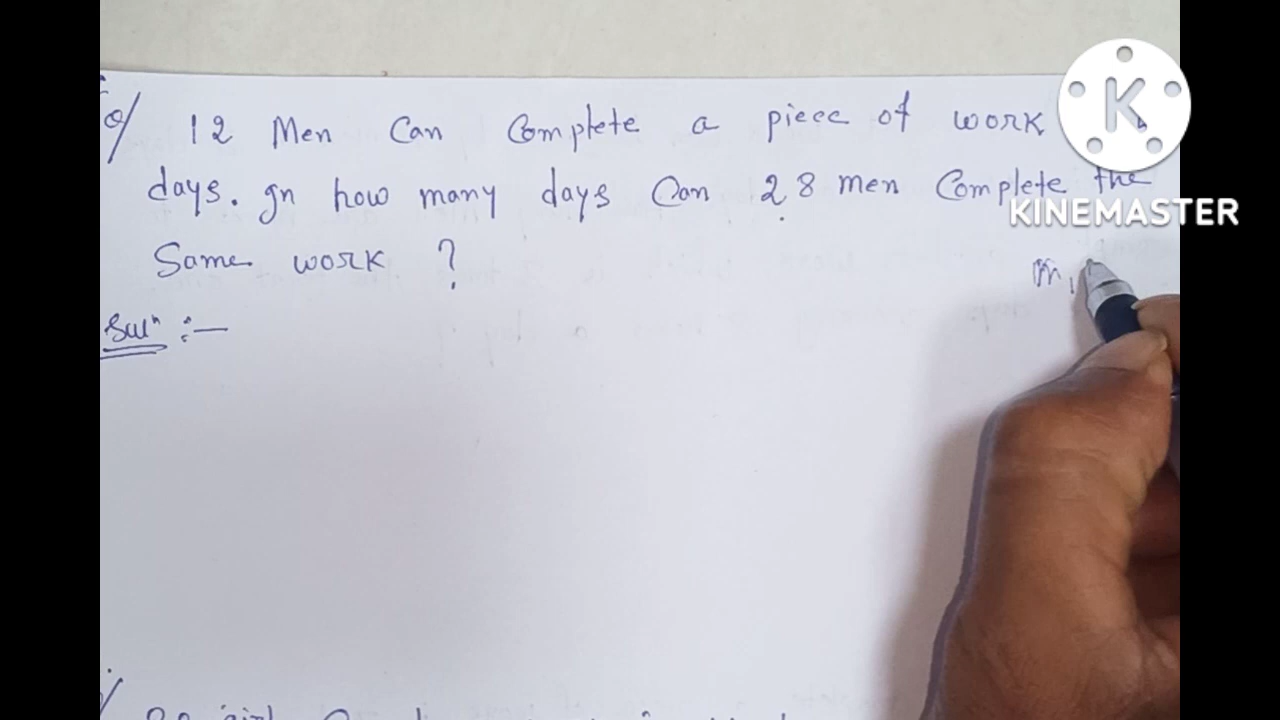 Q/ 12 Men Can Complete a piece of work
days. In how many days Can 28 men Complete the
Same work ?
KINEMASTER
m1
Solⁿ :-